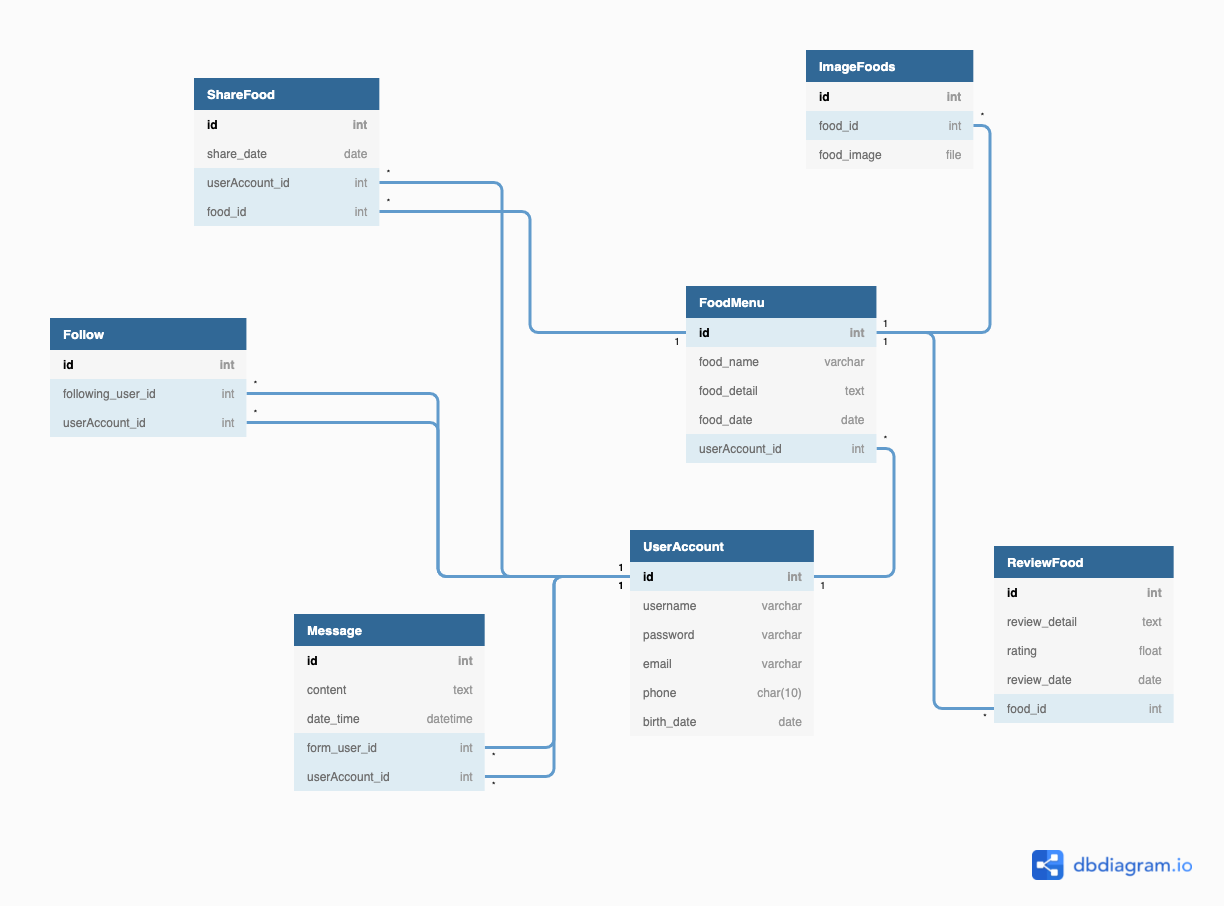 ShareFood
id int
share_date date
userAccount_id int
*
food_id int
*
ImageFoods
id int
food_id int
*
food_image file
Follow
id int
following_user_id int
*
userAccount_id int
*
FoodMenu
1 id int 1
1
food_name varchar
food_detail text
food_date date
userAccount_id int
*
UserAccount
1
1
id int 1
username varchar
password varchar
email varchar
phone char(10)
birth_date date
Message
id int
content text
date_time datetime
form_user_id int
*
userAccount_id int
*
ReviewFood
id int
review_detail text
rating float
review_date date
food_id int
*
dbdiagram.io